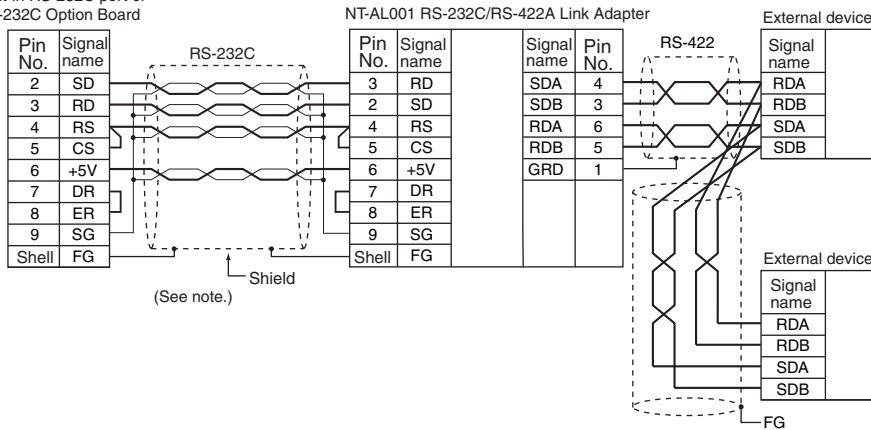 -232C Option Board
NT-AL001 RS-232C/RS-422A Link Adapter
External device
Pin No. Signal name
2 SD
3 RD
4 RS
5 CS
6 +5V
7 DR
8 ER
9 SG
Shell FG
RS-232C
Shield
(See note.)
Pin No. Signal name
3 RD
2 SD
4 RS
5 CS
6 +5V
7 DR
8 ER
9 SG
Shell FG
Signal name Pin No.
SDA 4
SDB 3
RDA 6
RDB 5
GRD 1
RS-422
Signal name
RDA
RDB
SDA
SDB
External device
Signal name
RDA
RDB
SDA
SDB
FG